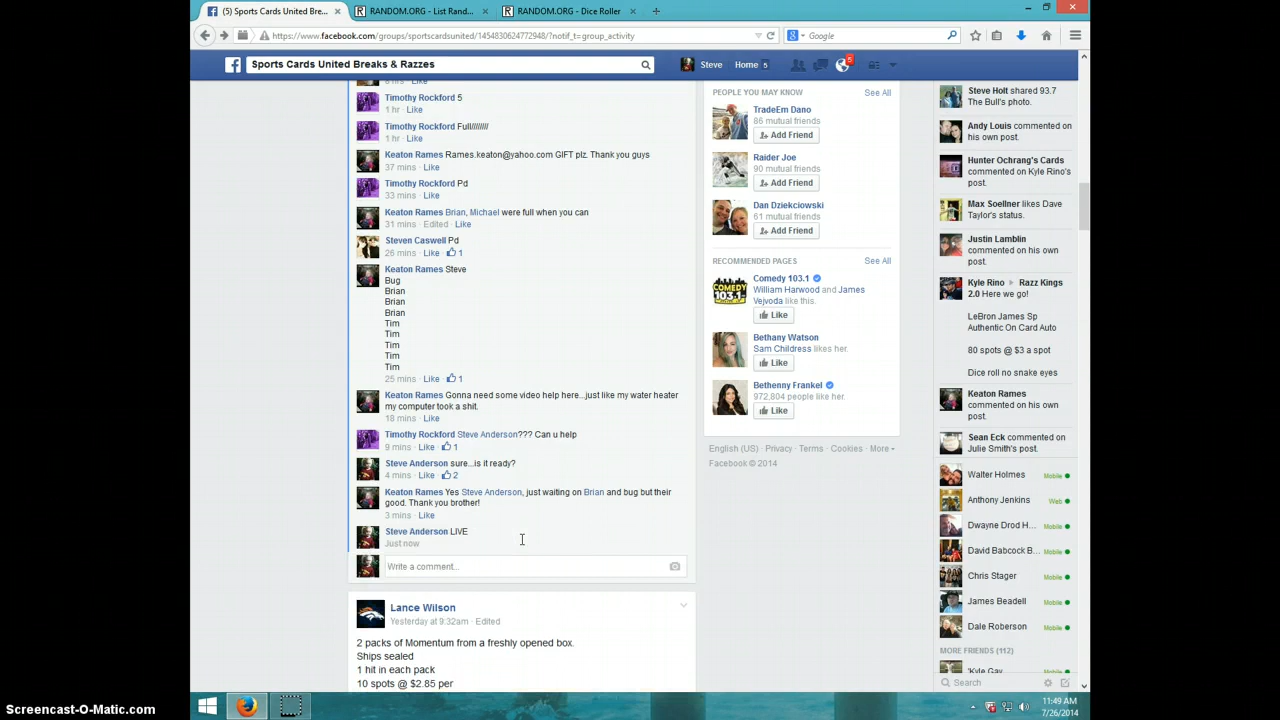 (5) Sports Cards United Bre...
RANDOM.ORG - List Rand...
RANDOM.ORG - Dice Roller
https://www.facebook.com/groups/sportscardsunited/1454830624772948/?notif_t=group_activity
Google
Sports Cards United Breaks & Razzes
Steve
Home 5
5
Like
Timothy Rockford 5
1 hr · Like
Timothy Rockford Full////////
1 hr · Like
Keaton Rames Rames.keaton@yahoo.com GIFT plz. Thank you guys
37 mins · Like
Timothy Rockford Pd
33 mins · Like
Keaton Rames Brian, Michael were full when you can
31 mins · Edited · Like
Steven Caswell Pd
26 mins · Like · 1
Keaton Rames Steve
Bug
Brian
Brian
Brian
Tim
Tim
Tim
Tim
Tim
25 mins · Like · 1
Keaton Rames Gonna need some video help here...just like my water heater
my computer took a shit.
18 mins · Like
Timothy Rockford Steve Anderson??? Can u help
9 mins · Like · 1
Steve Anderson sure...is it ready?
4 mins · Like · 2
Keaton Rames Yes Steve Anderson, just waiting on Brian and bug but their
good. Thank you brother!
3 mins · Like
Steve Anderson LIVE
Just now
Write a comment...
Lance Wilson
Yesterday at 9:32am · Edited
2 packs of Momentum from a freshly opened box.
Ships sealed
1 hit in each pack
10 spots @ $2.85 per
PEOPLE YOU MAY KNOW
See All
TradeEm Dano
86 mutual friends
Add Friend
Raider Joe
90 mutual friends
Add Friend
Dan Dziekciowski
61 mutual friends
Add Friend
RECOMMENDED PAGES
See All
Comedy 103.1
William Harwood and James
Vejvoda like this.
Like
COMEDY
103.1
Bethany Watson
Sam Childress likes her.
Like
Bethenny Frankel
972,804 people like her.
Like
English (US) · Privacy · Terms · Cookies · More
Facebook © 2014
Steve Holt shared 93.7
The Bull's photo.
Andy Louis commented on
his own post.
Hunter Ochrang's Cards
commented on Kyle Rino's
post.
Max Soellner likes Dave
Taylor's status.
Justin Lamblin
commented on his own
post.
Kyle Rino ▸ Razz Kings
2.0 Here we go!
LeBron James Sp
Authentic On Card Auto
80 spots @ $3 a spot
Dice roll no snake eyes
Keaton Rames
commented on his own
post.
Sean Eck commented on
Julie Smith's post.
Walter Holmes Mobile
Anthony Jenkins Web
Dwayne Drod H... Mobile
David Babcock B... Mobile
Chris Stager Mobile
James Beadell Mobile
Dale Roberson Mobile
MORE FRIENDS (112)
'Kyle Gay
Search
11:49 AM
7/26/2014
Screencast-O-Matic.com